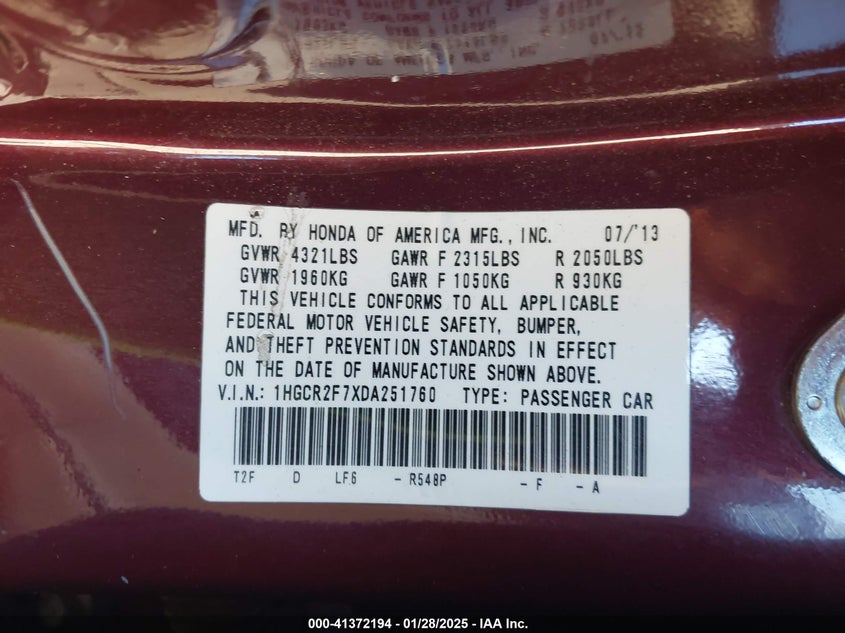 MFD. BY HONDA OF AMERICA MFG., INC. 07/'13
GVWR 4321LBS GAWR F 2315LBS R 2050LBS
GVWR 1960KG GAWR F 1050KG R 930KG
THIS VEHICLE CONFORMS TO ALL APPLICABLE
FEDERAL MOTOR VEHICLE SAFETY, BUMPER,
AND THEFT PREVENTION STANDARDS IN EFFECT
ON THE DATE OF MANUFACTURE SHOWN ABOVE.
V.I.N.: 1HGCR2F7XDA251760 TYPE: PASSENGER CAR
T2F D LF6 - R548P - F - A
000-41372194 - 01/28/2025 - IAA Inc.